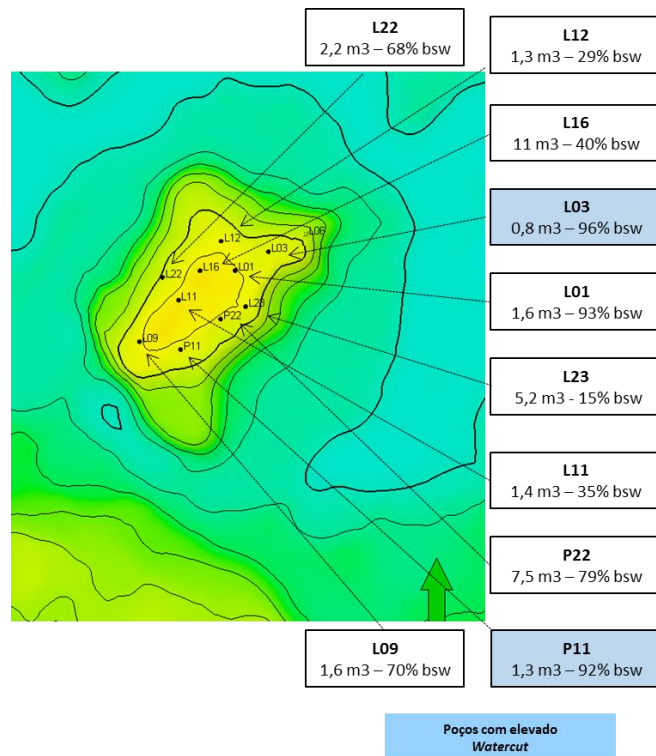 L22
2,2 m3 – 68% bsw
L12
1,3 m3 – 29% bsw
L16
11 m3 – 40% bsw
L03
0,8 m3 – 96% bsw
L01
1,6 m3 – 93% bsw
L23
5,2 m3 - 15% bsw
L11
1,4 m3 – 35% bsw
P22
7,5 m3 – 79% bsw
L09
1,6 m3 – 70% bsw
P11
1,3 m3 – 92% bsw
L06
L12
L03
L16
L01
L22
L11
L23
P22
L09
P11
Poços com elevado
Watercut